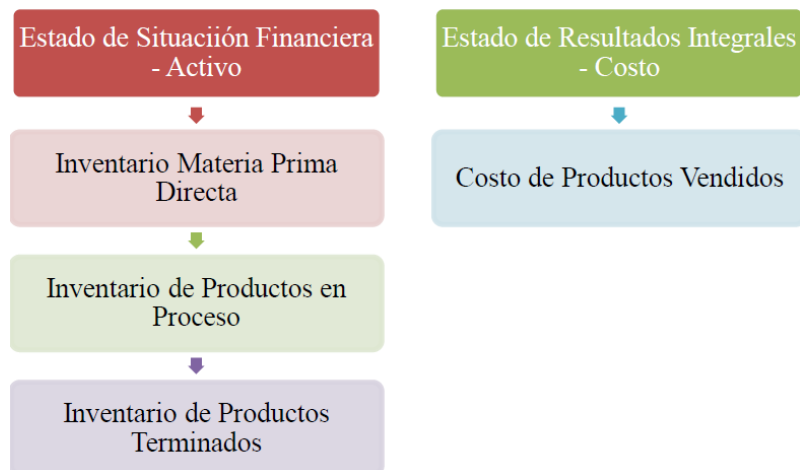 Estado de Situaciión Financiera
- Activo
Inventario Materia Prima
Directa
Inventario de Productos en
Proceso
Inventario de Productos
Terminados
Estado de Resultados Integrales
- Costo
Costo de Productos Vendidos